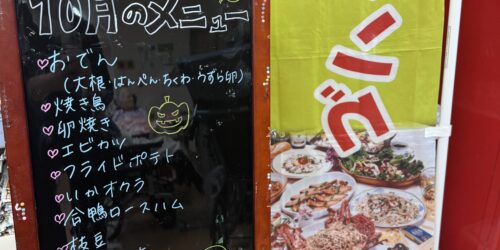 10月のメニュー
おでん
(大根・はんぺん・ちくわ・うずら卵)
焼き鳥
卵焼き
エビカツ
フライドポテト
いかオクラ
合鴨ロースハム
枝豆